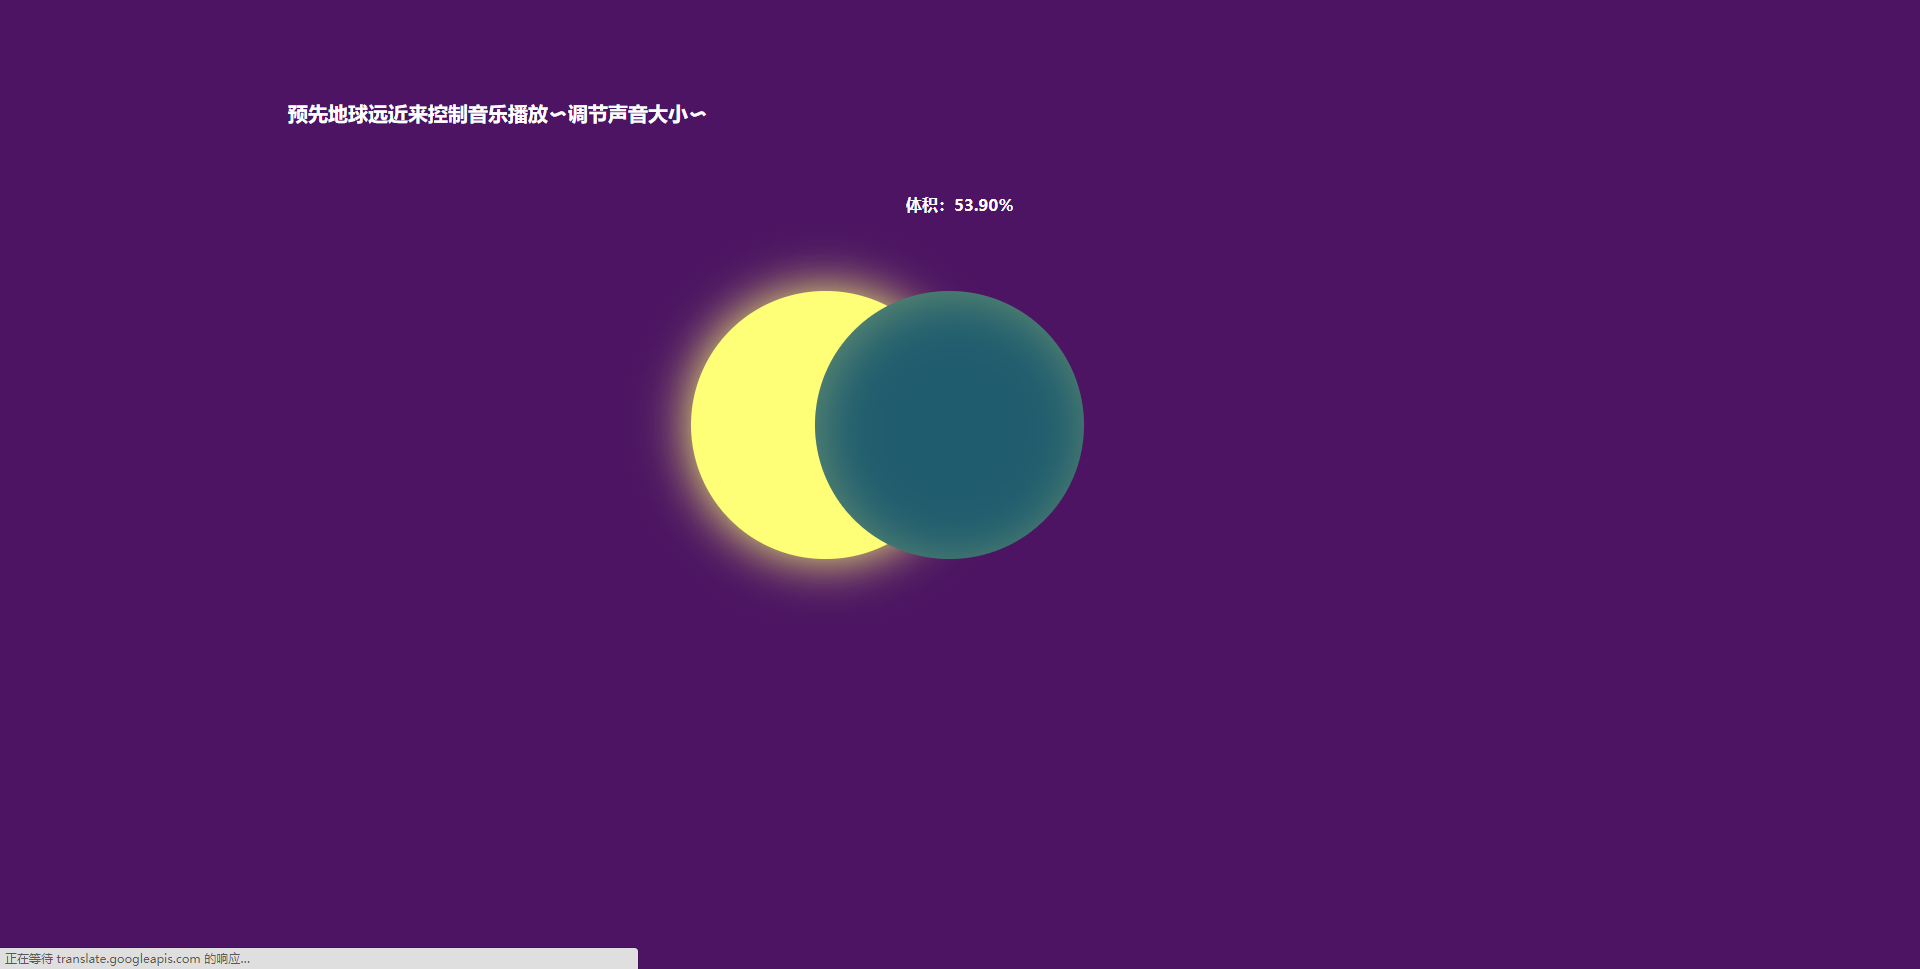 预先地球远近来控制音乐播放~调节声音大小~
体积：53.90%
正在等待 translate.googleapis.com 的响应...